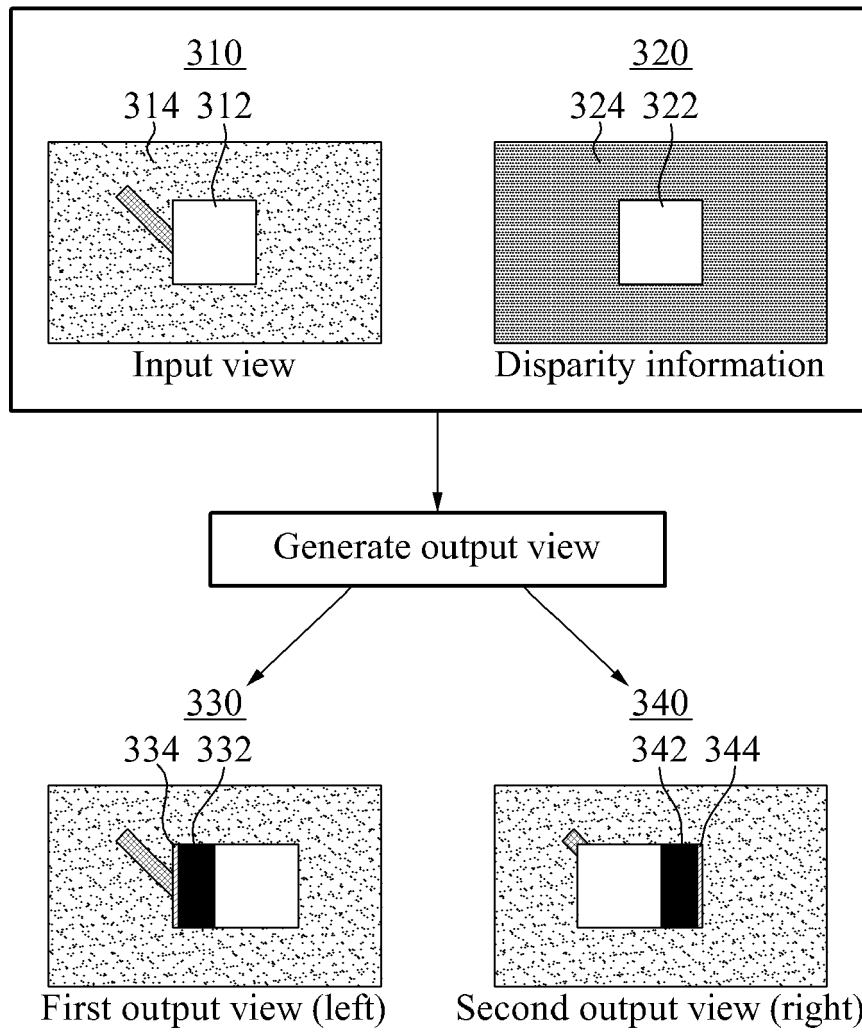 310 320
314 312 324 322
Input view Disparity information
Generate output view
330 340
334 332 342 344
First output view (left) Second output view (right)